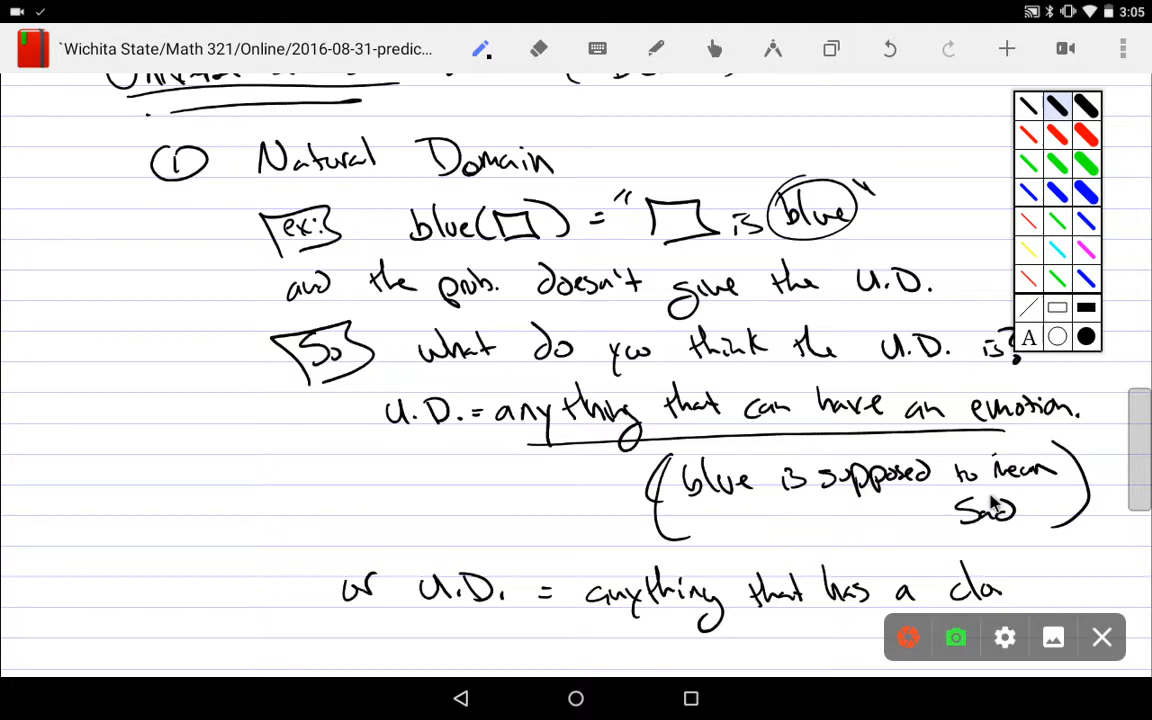 3:05
`Wichita State/Math 321/Online/2016-08-31-predic...
① Natural Domain
ex: blue(□) = "□ is blue"
and the prob. doesn't give the U.D.
So what do you think the U.D. is?
U.D. = anything that can have an emotion.
(blue is supposed to mean
Sad)
or U.D. = anything that has a clo
A